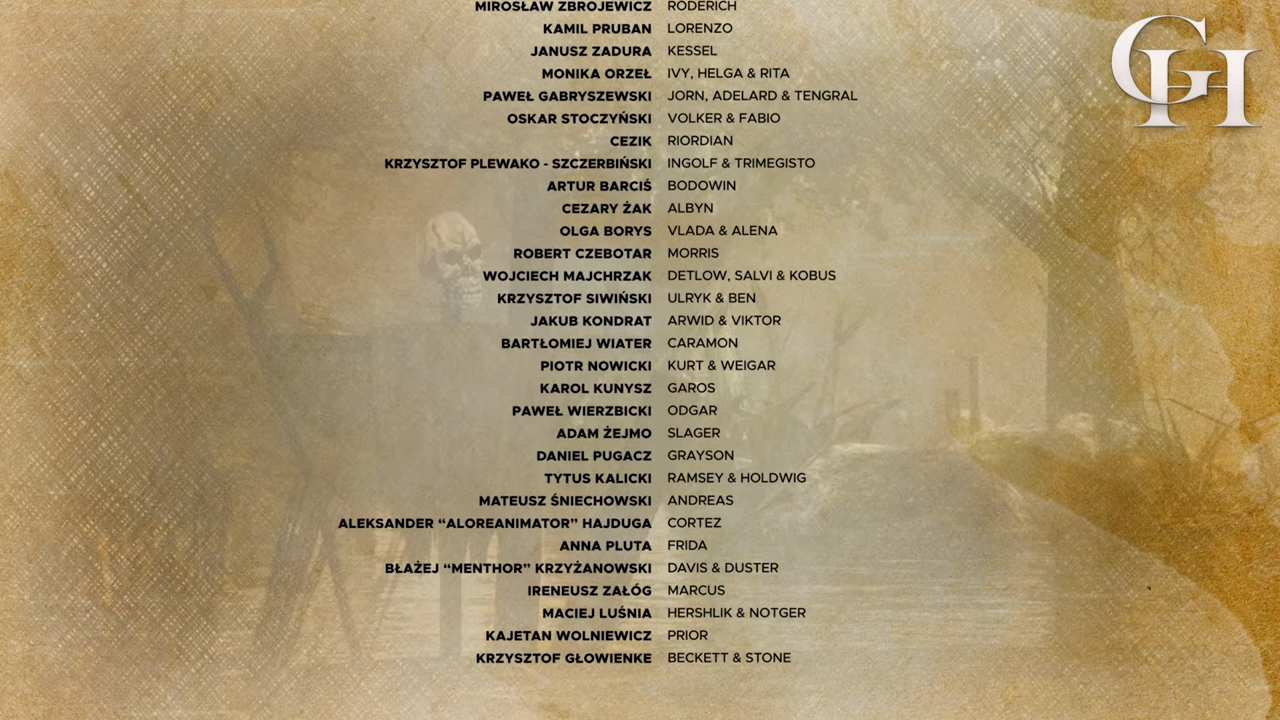 GH
MIROSŁAW ZBROJEWICZ RODERICH
KAMIL PRUBAN LORENZO
JANUSZ ZADURA KESSEL
MONIKA ORZEŁ IVY, HELGA & RITA
PAWEŁ GABRYSZEWSKI JORN, ADELARD & TENGRAL
OSKAR STOCZYŃSKI VOLKER & FABIO
CEZIK RIORDIAN
KRZYSZTOF PLEWAKO - SZCZERBIŃSKI INGOLF & TRIMEGISTO
ARTUR BARCIŚ BODOWIN
CEZARY ŻAK ALBYN
OLGA BORYS VLADA & ALENA
ROBERT CZEBOTAR MORRIS
WOJCIECH MAJCHRZAK DETLOW, SALVI & KOBUS
KRZYSZTOF SIWIŃSKI ULRYK & BEN
JAKUB KONDRAT ARWID & VIKTOR
BARTŁOMIEJ WIATER CARAMON
PIOTR NOWICKI KURT & WEIGAR
KAROL KUNYSZ GAROS
PAWEŁ WIERZBICKI ODGAR
ADAM ŻEJMO SLAGER
DANIEL PUGACZ GRAYSON
TYTUS KALICKI RAMSEY & HOLDWIG
MATEUSZ ŚNIECHOWSKI ANDREAS
ALEKSANDER “ALOREANIMATOR” HAJDUGA CORTEZ
ANNA PLUTA FRIDA
BŁAŻEJ “MENTHOR” KRZYŻANOWSKI DAVIS & DUSTER
IRENEUSZ ZAŁÓG MARCUS
MACIEJ LUŚNIA HERSHLIK & NOTGER
KAJETAN WOLNIEWICZ PRIOR
KRZYSZTOF GŁOWIENKE BECKETT & STONE